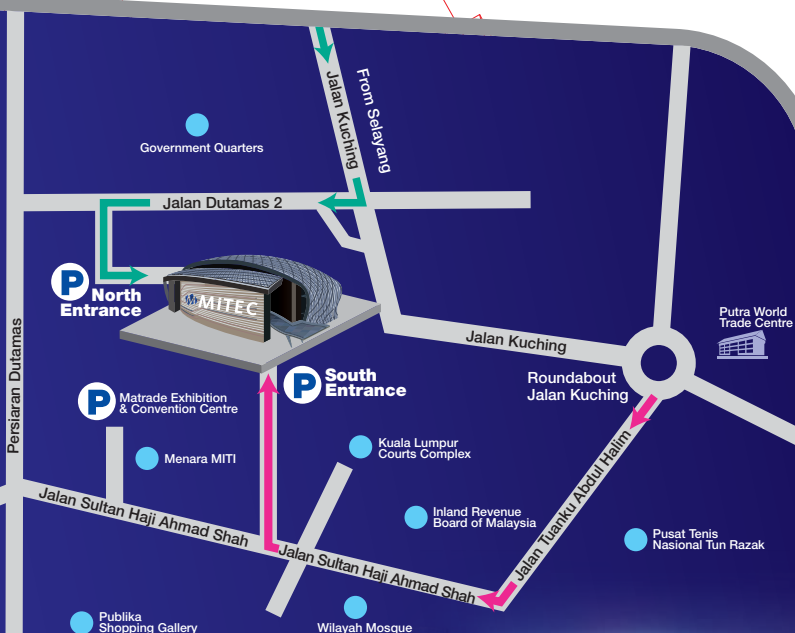 From Selayang
Jalan Kuching
Government Quarters
Jalan Dutamas 2
P
North
Entrance
MITEC
Persiaran Dutamas
Jalan Kuching
Putra World
Trade Centre
Roundabout
Jalan Kuching
P
South
Entrance
P
Matrade Exhibition
& Convention Centre
Menara MITI
Kuala Lumpur
Courts Complex
Jalan Tuanku Abdul Halim
Inland Revenue
Board of Malaysia
Pusat Tenis
Nasional Tun Razak
Jalan Sultan Haji Ahmad Shah
Jalan Sultan Haji Ahmad Shah
Publika
Shopping Gallery
Wilayah Mosque